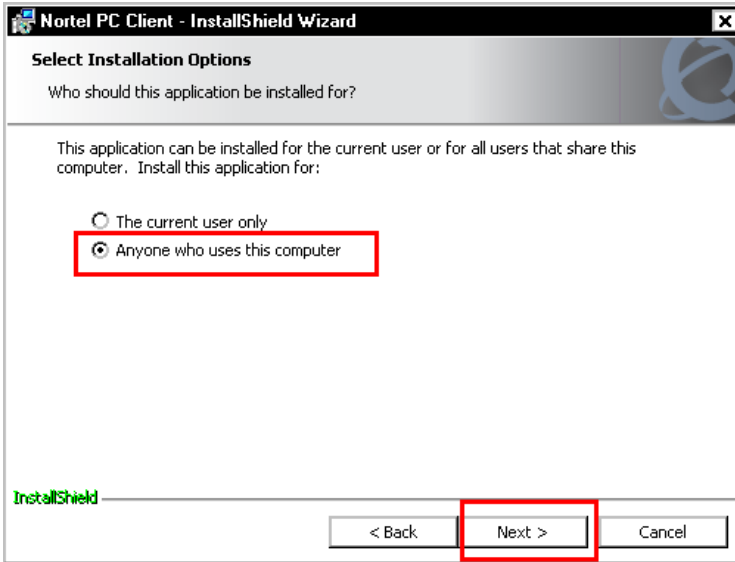 Nortel PC Client - InstallShield Wizard
Select Installation Options
Who should this application be installed for?
This application can be installed for the current user or for all users that share this
computer. Install this application for:
The current user only
Anyone who uses this computer
InstallShield
< Back Next > Cancel